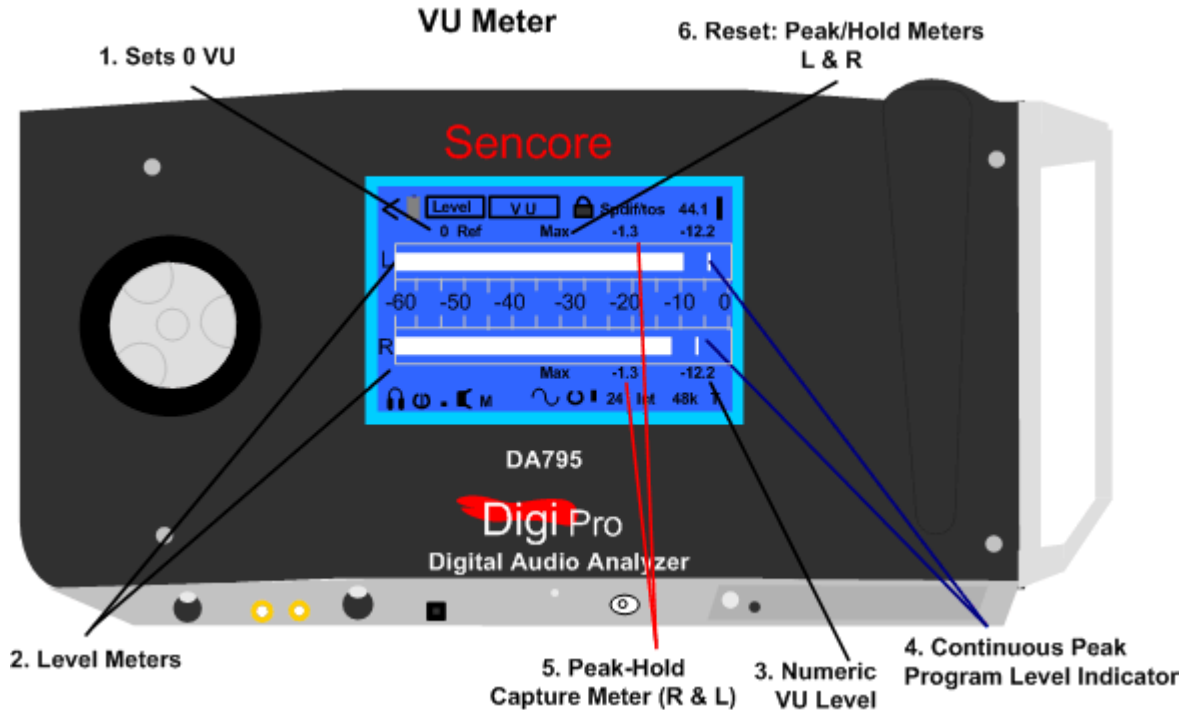 VU Meter
1. Sets 0 VU
6. Reset: Peak/Hold Meters
L & R
Sencore
Level VU Spdif/tos 44.1
0 Ref Max -1.3 -12.2
L
-60 -50 -40 -30 -20 -10 0
R
Max -1.3 -12.2
M 24 Int 48k T
DA795
Digi Pro
Digital Audio Analyzer
2. Level Meters
5. Peak-Hold
Capture Meter (R & L)
3. Numeric
VU Level
4. Continuous Peak
Program Level Indicator